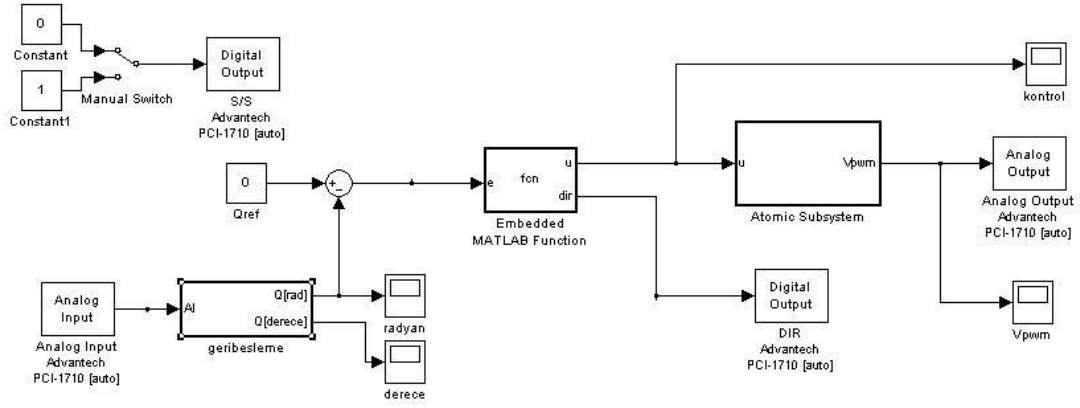 0
Constant
1
Constant1
Manual Switch
Digital
Output
S/S
Advantech
PCI-1710 [auto]
0
Qref
+
-
e
fcn
u
dir
Embedded
MATLAB Function
kontrol
u
Vpwm
Atomic Subsystem
Analog
Output
Analog Output
Advantech
PCI-1710 [auto]
Analog
Input
Analog Input
Advantech
PCI-1710 [auto]
AI
Q[rad]
Q[derece]
geribesleme
radyan
derece
Digital
Output
DIR
Advantech
PCI-1710 [auto]
Vpwm